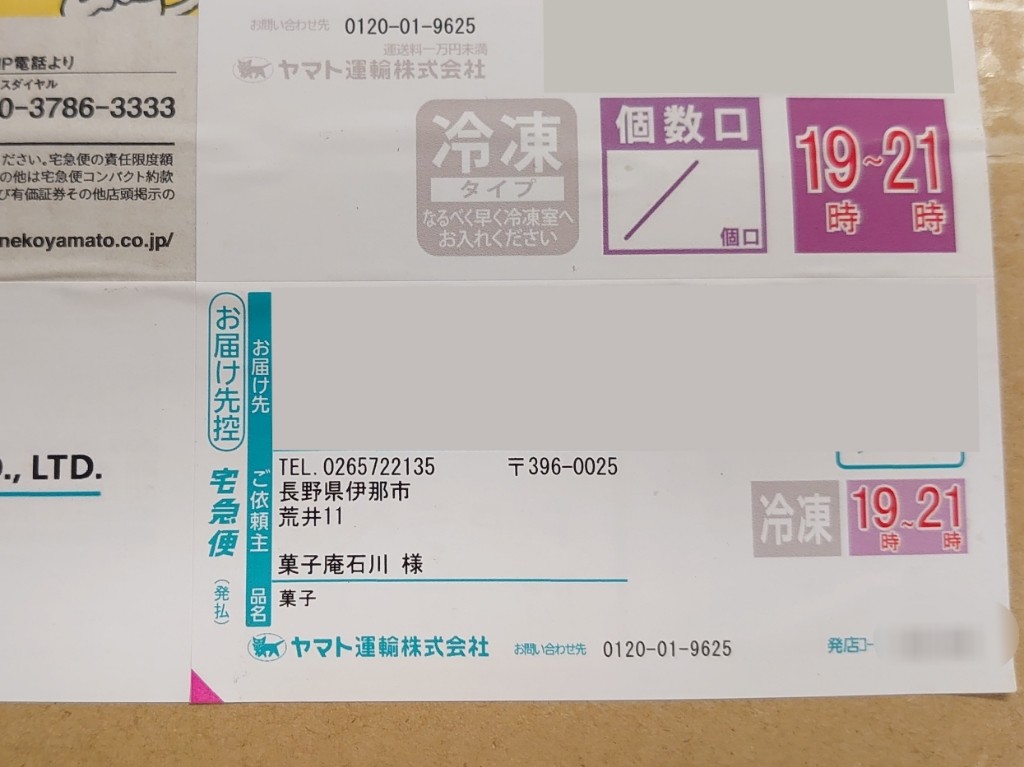 お問い合わせ先 0120-01-9625
運送料一万円未満
ヤマト運輸株式会社
IP電話より
スダイヤル
0-3786-3333
ださい。宅急便の責任限度額
の他は宅急便コンパクト約款
び有価証券その他店頭掲示の
nekoyamato.co.jp/
冷凍
タイプ
なるべく早く冷凍室へ
お入れください
個数口
/
個口
19~21
時 時
お届け先控
宅急便
(発払)
お届け先
ご依頼主
品名
TEL.0265722135 〒396-0025
長野県伊那市
荒井11
菓子庵石川 様
菓子
冷凍
19~21
時 時
ヤマト運輸株式会社 お問い合わせ先 0120-01-9625
発店コー
., LTD.